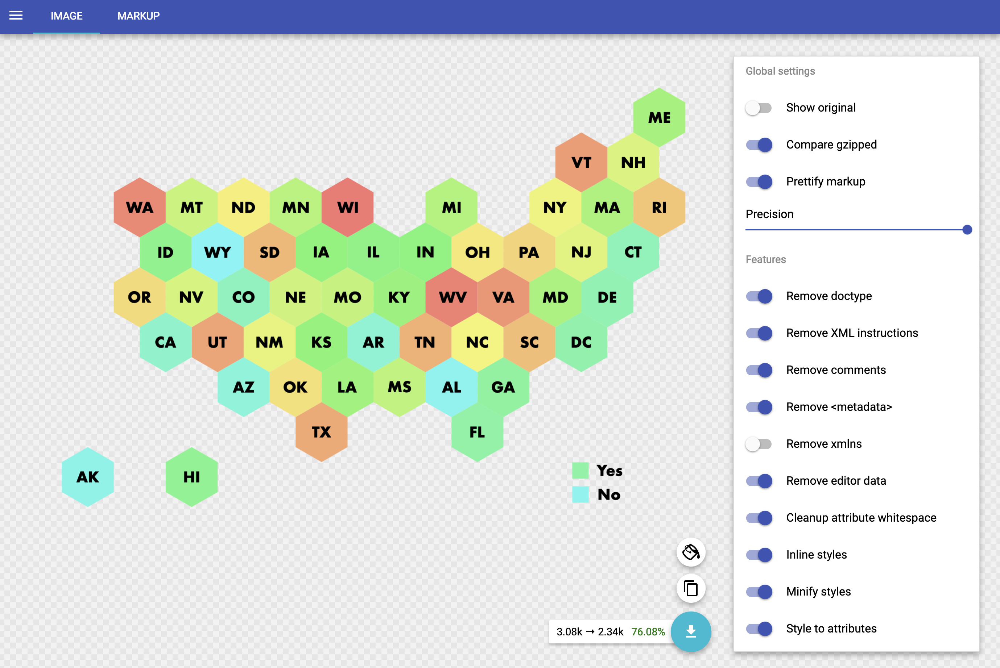 IMAGE MARKUP
ME
VT NH
WA MT ND MN WI MI NY MA RI
ID WY SD IA IL IN OH PA NJ CT
OR NV CO NE MO KY WV VA MD DE
CA UT NM KS AR TN NC SC DC
AZ OK LA MS AL GA
TX FL
AK HI
Yes
No
3.08k → 2.34k 76.08%
Global settings
Show original
Compare gzipped
Prettify markup
Precision
Features
Remove doctype
Remove XML instructions
Remove comments
Remove <metadata>
Remove xmlns
Remove editor data
Cleanup attribute whitespace
Inline styles
Minify styles
Style to attributes